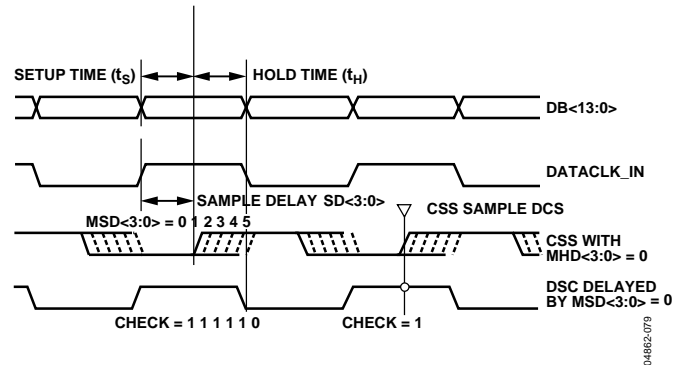 SETUP TIME (tS)
HOLD TIME (tH)
DB<13:0>
DATACLK_IN
SAMPLE DELAY SD<3:0>
MSD<3:0> = 0 1 2 3 4 5
CSS SAMPLE DCS
CSS WITH
MHD<3:0> = 0
DSC DELAYED
BY MSD<3:0> = 0
CHECK = 1 1 1 1 1 0
CHECK = 1
04862-079